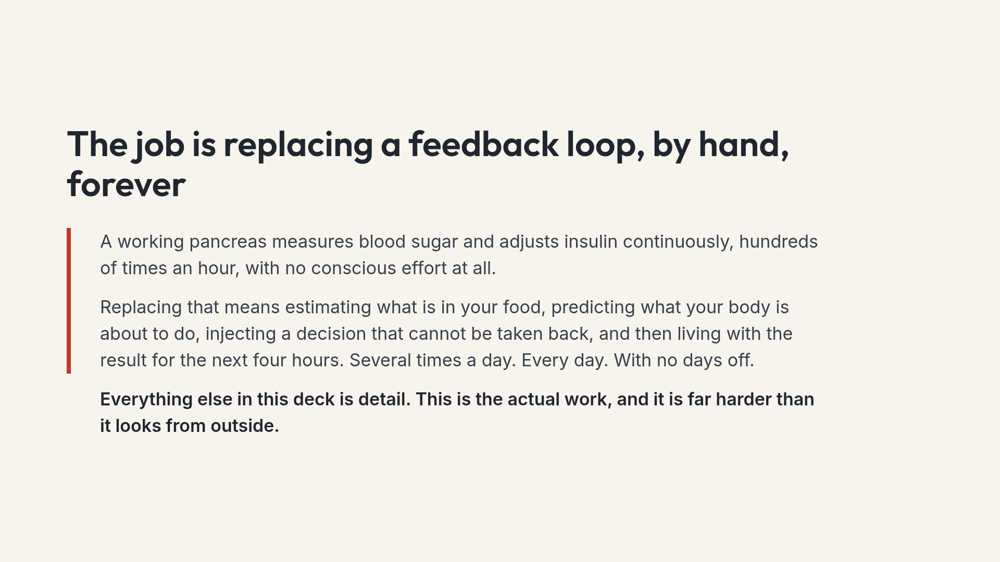 The job is replacing a feedback loop, by hand,
forever
A working pancreas measures blood sugar and adjusts insulin continuously, hundreds
of times an hour, with no conscious effort at all.
Replacing that means estimating what is in your food, predicting what your body is
about to do, injecting a decision that cannot be taken back, and then living with the
result for the next four hours. Several times a day. Every day. With no days off.
Everything else in this deck is detail. This is the actual work, and it is far harder than
it looks from outside.